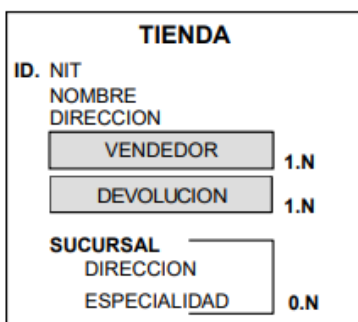 TIENDA
ID. NIT
NOMBRE
DIRECCION
VENDEDOR 1.N
DEVOLUCION 1.N
SUCURSAL
DIRECCION
ESPECIALIDAD 0.N